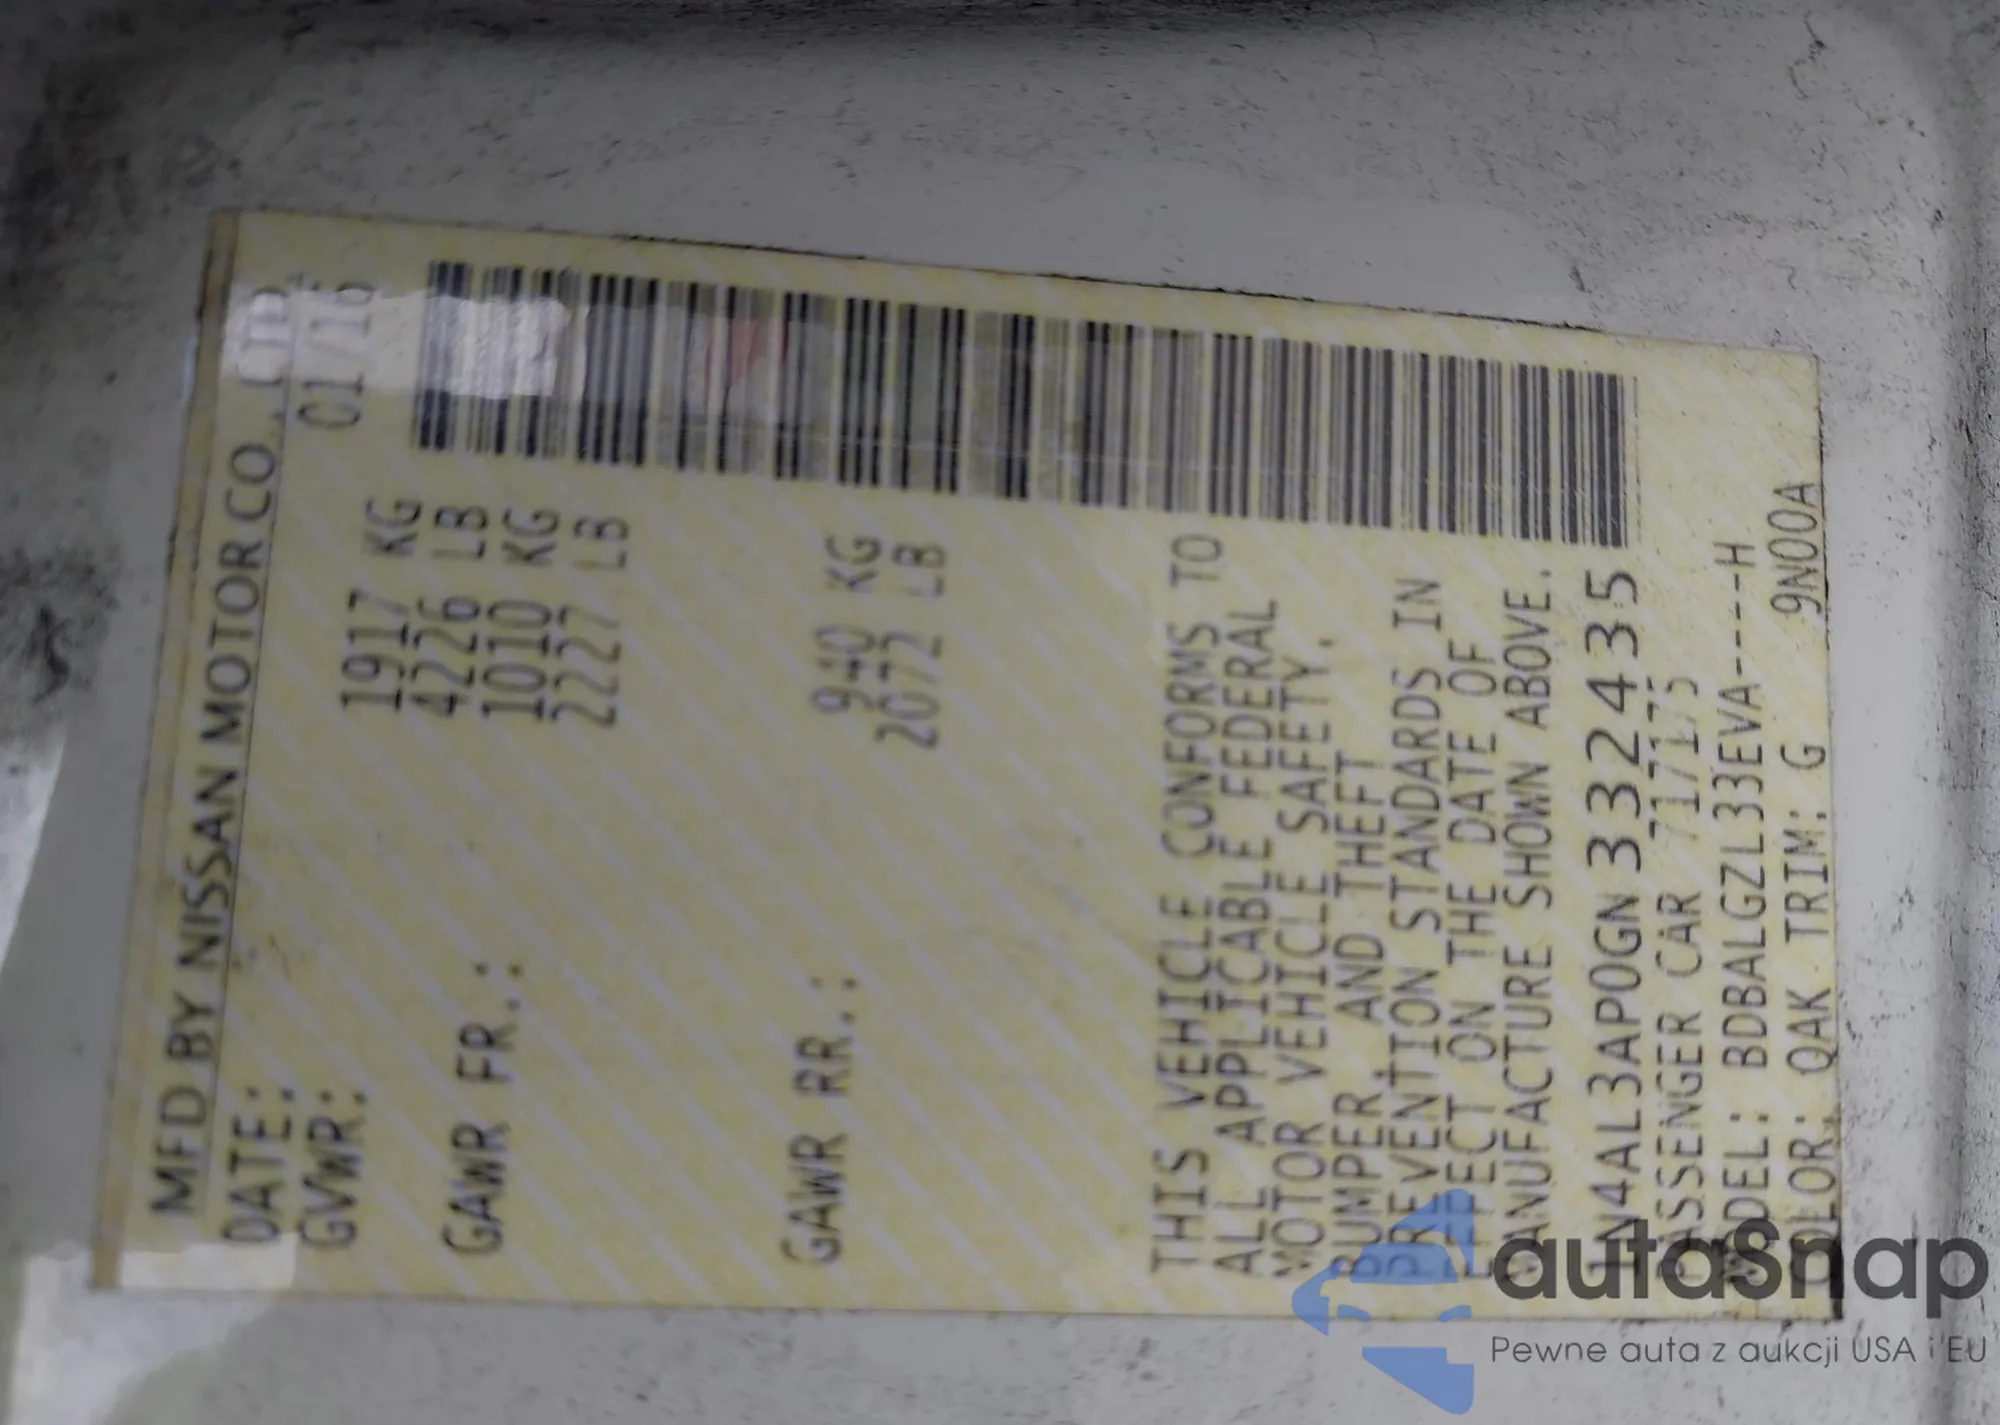 MFD BY NISSAN MOTOR CO., LTD.
DATE: 01/16
GVWR: 1917 KG
4226 LB
GAWR FR.: 1010 KG
2227 LB
GAWR RR.: 940 KG
2072 LB
THIS VEHICLE CONFORMS TO
ALL APPLICABLE FEDERAL
MOTOR VEHICLE SAFETY,
BUMPER, AND THEFT
PREVENTION STANDARDS IN
EFFECT ON THE DATE OF
MANUFACTURE SHOWN ABOVE.
1N4AL3AP0GN 332435
PASSENGER CAR 717175
MODEL: BDBALGZL33EVA----H
COLOR: QAK TRIM: G 9N00A
autasnap
Pewne auta z aukcji USA i EU